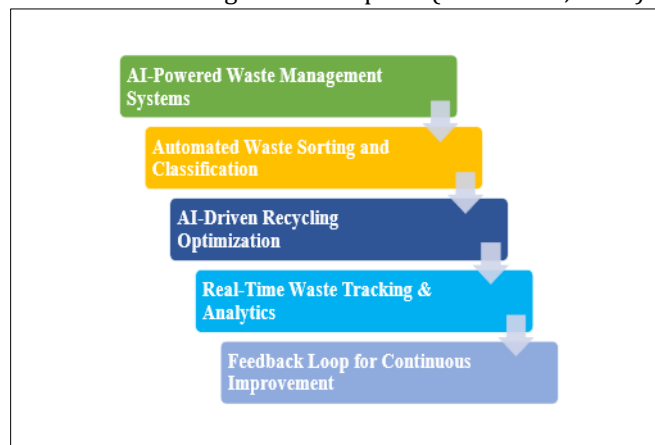 AI-Powered Waste Management
Systems
Automated Waste Sorting and
Classification
AI-Driven Recycling
Optimization
Real-Time Waste Tracking &
Analytics
Feedback Loop for Continuous
Improvement